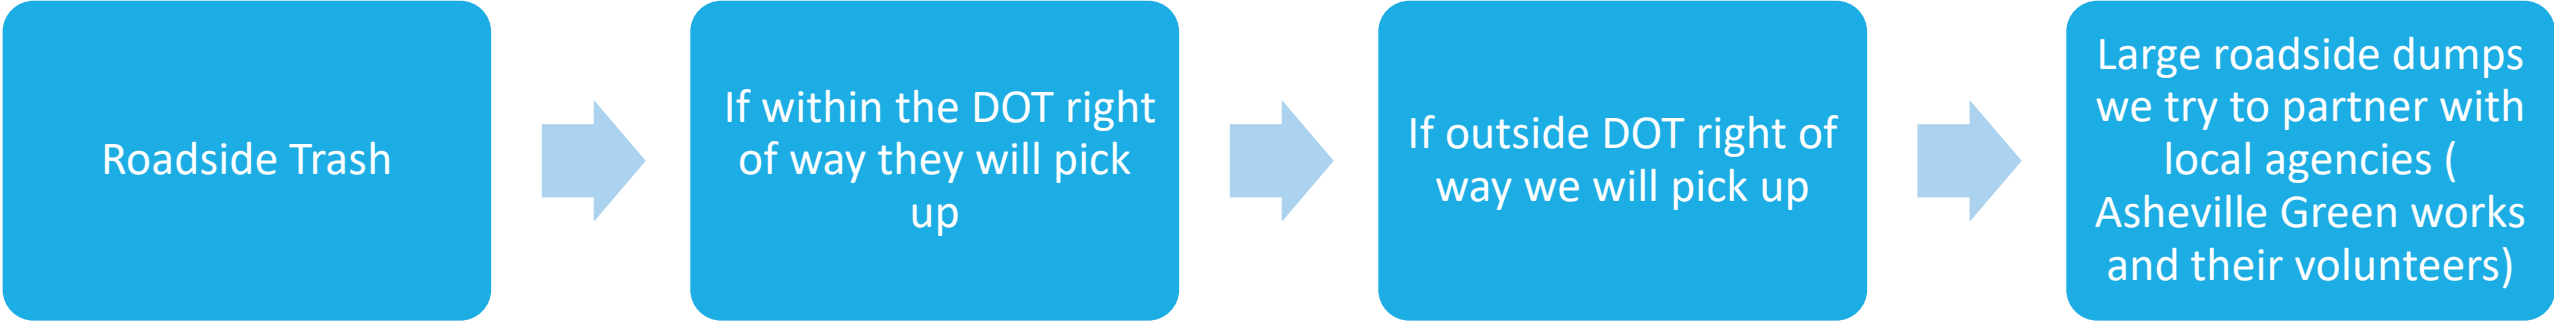 Roadside Trash
If within the DOT right
of way they will pick
up
If outside DOT right of
way we will pick up
Large roadside dumps
we try to partner with
local agencies (
Asheville Green works
and their volunteers)